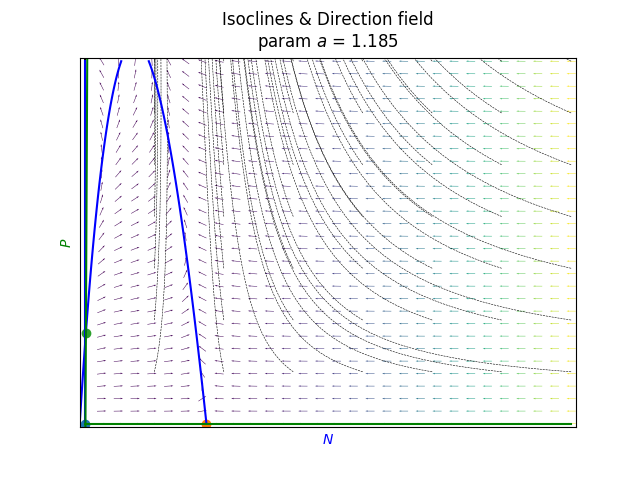 Isoclines & Direction field
param a = 1.185
P
N